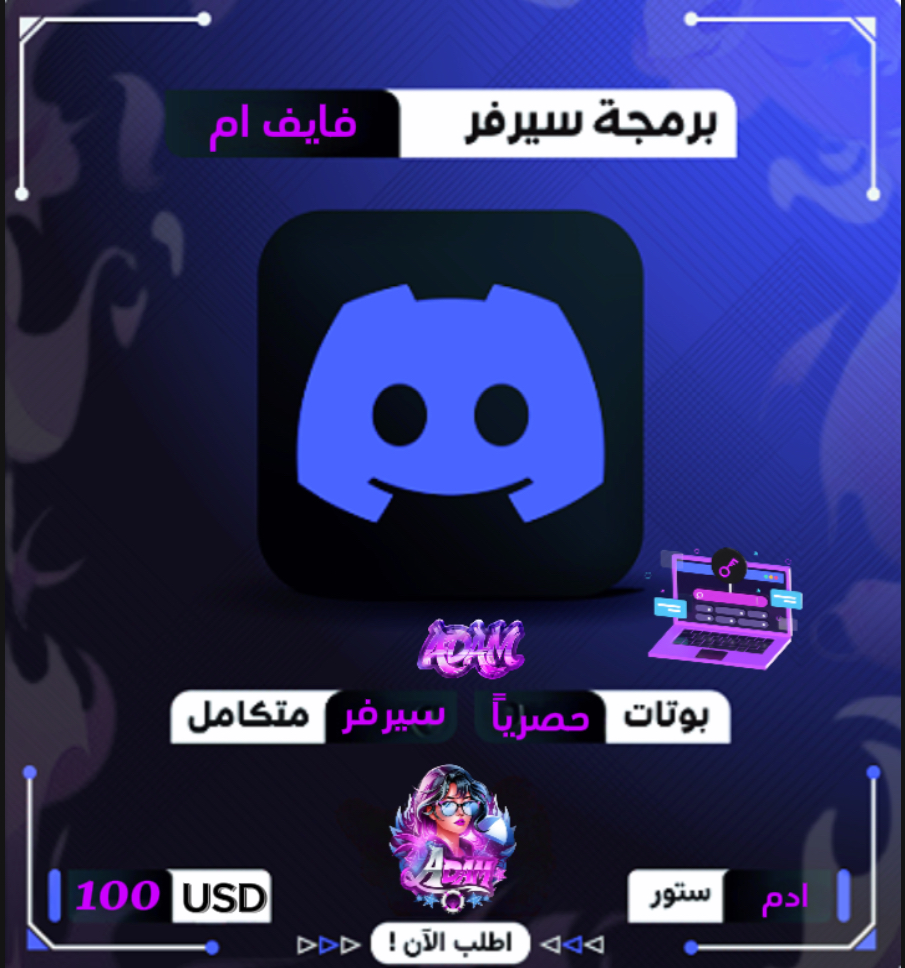 برمجة سيرفر فايف ام
ADAM
بوتات حصرياً سيرفر متكامل
ADAM
ادم ستور
100 USD
اطلب الآن !